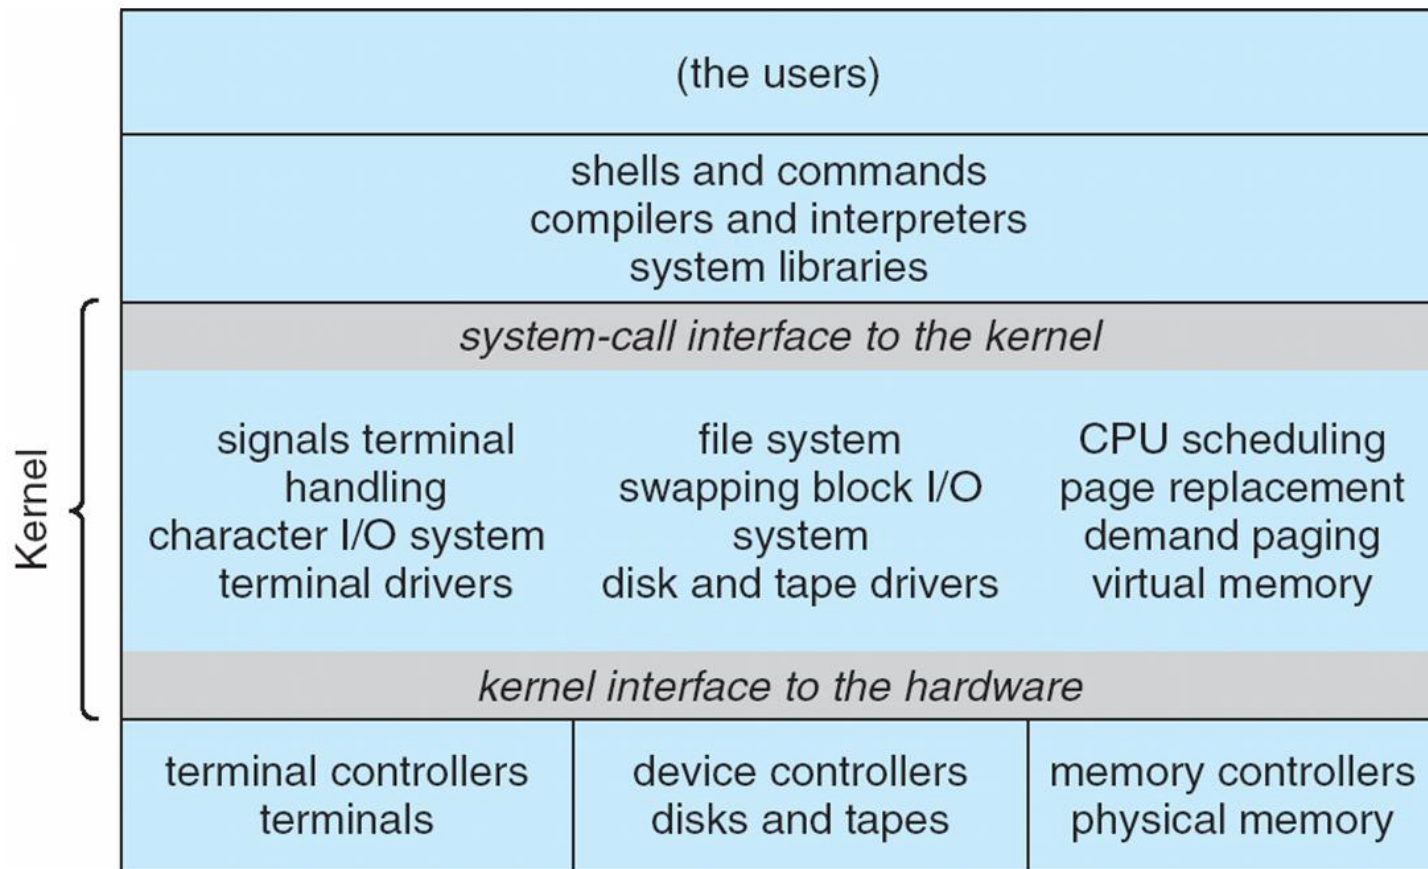 (the users)
shells and commands
compilers and interpreters
system libraries
Kernel
system-call interface to the kernel
signals terminal
handling
character I/O system
terminal drivers
file system
swapping block I/O
system
disk and tape drivers
CPU scheduling
page replacement
demand paging
virtual memory
kernel interface to the hardware
terminal controllers
terminals
device controllers
disks and tapes
memory controllers
physical memory